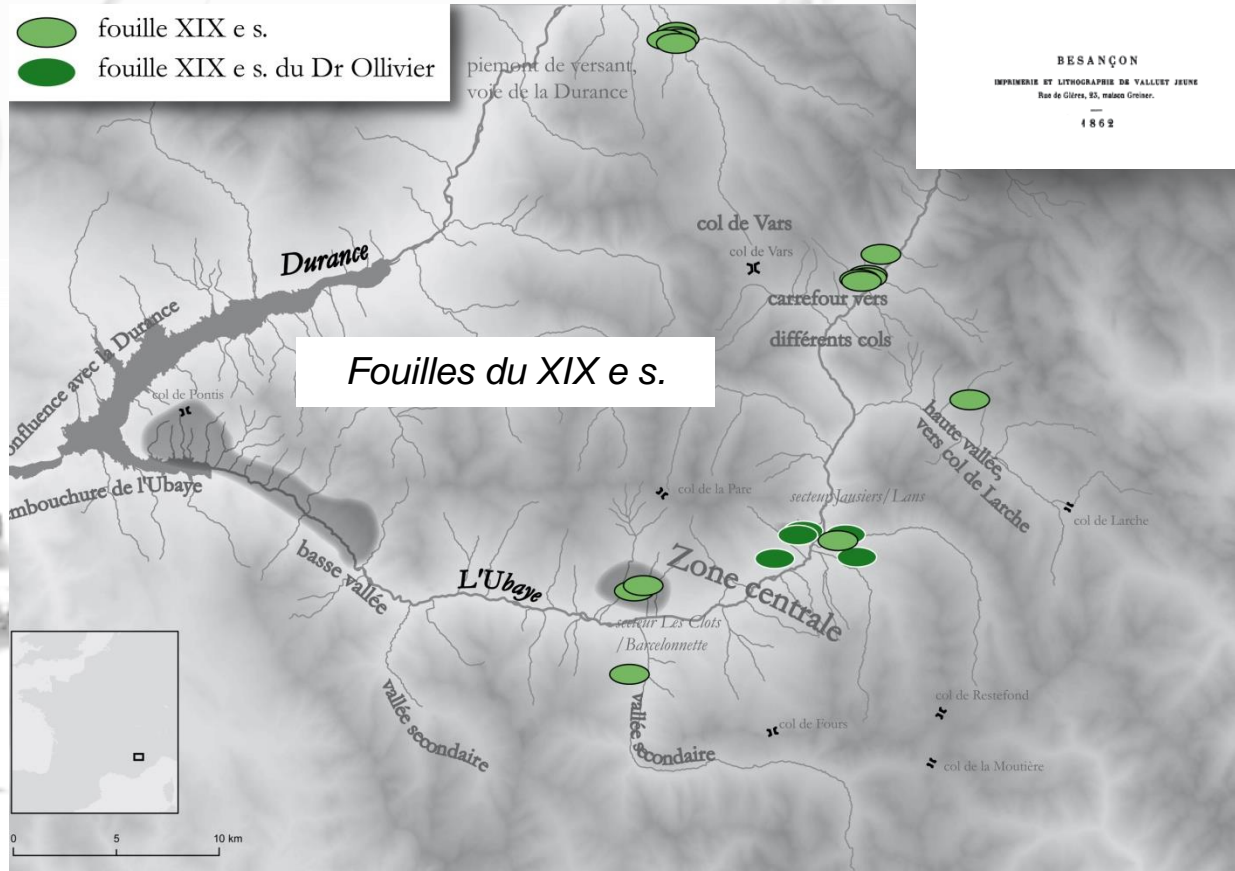 fouille XIX e s.
fouille XIX e s. du Dr Ollivier
piemont de versant,
voie de la Durance
BESANÇON
IMPRIMERIE ET LITHOGRAPHIE DE VALLUET JEUNE
Rue de Glères, 23, maison Greiner.
1862
col de Vars
col de Vars
Durance
carrefour vers
différents cols
onfluence avec la Durance
Fouilles du XIX e s.
col de Pontis
haute vallée,
vers col de Larche
mbouchure de l'Ubaye
col de la Pare
secteur Jausiers/Lans
col de Larche
basse vallée
L'Ubaye
Zone centrale
secteur Les Clots
/Barcelonnette
vallée secondaire
vallée secondaire
col de Restefond
col de Fours
col de la Moutière
0 5 10 km